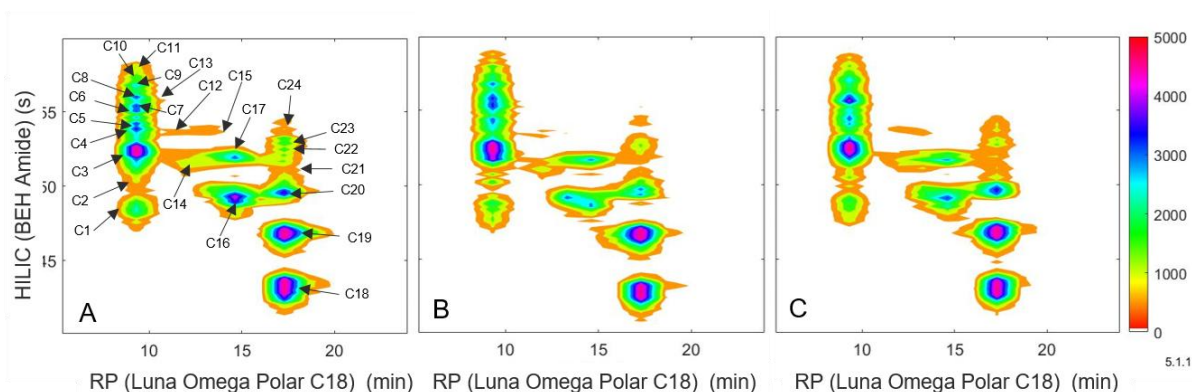 C10
C11
C8
C9
C13
C6
C12
C15
C5
C7
C17
C24
C4
C23
C3
C22
C2
C21
C14
C20
C1
C16
C19
C18
HILIC (BEH Amide) (s)
55
50
45
A
B
C
10
15
20
10
15
20
10
15
20
RP (Luna Omega Polar C18) (min)
RP (Luna Omega Polar C18) (min)
RP (Luna Omega Polar C18) (min)
5000
4000
3000
2000
1000
0
5.1.1